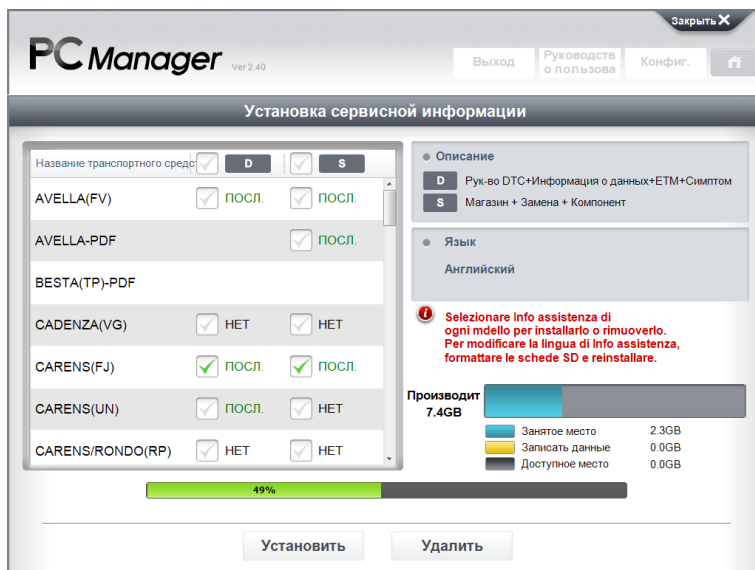 Закрыть
PC Manager Ver 2.40
Выход
Руководств
о пользова
Конфиг.
Установка сервисной информации
Название транспортного средс D S
AVELLA(FV) ПОСЛ. ПОСЛ.
AVELLA-PDF ПОСЛ.
BESTA(TP)-PDF
CADENZA(VG) НЕТ НЕТ
CARENS(FJ) ПОСЛ. ПОСЛ.
CARENS(UN) ПОСЛ. НЕТ
CARENS/RONDO(RP) НЕТ НЕТ
Описание
D Рук-во DTC+Информация о данных+ETM+Симптом
S Магазин + Замена + Компонент
Язык
Английский
Selezionare Info assistenza di
ogni mdello per installarlo o rimuoverlo.
Per modificare la lingua di Info assistenza,
formattare le schede SD e reinstallare.
Производит
7.4GB
Занятое место 2.3GB
Записать данные 0.0GB
Доступное место 0.0GB
49%
Установить
Удалить